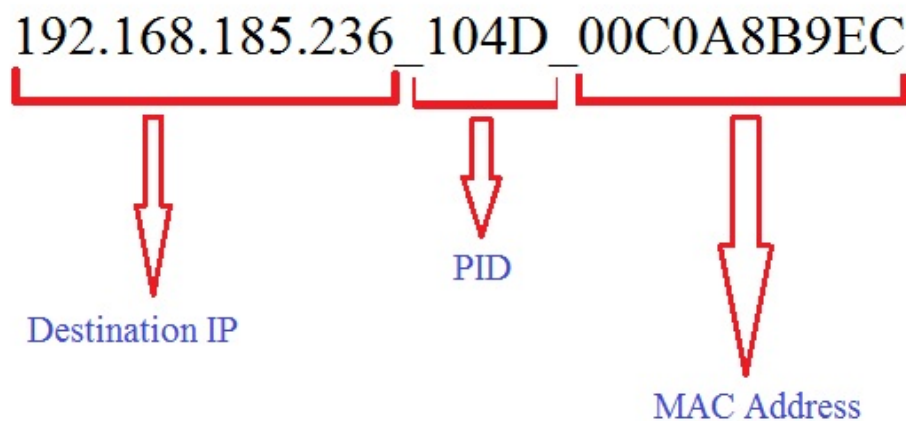 192.168.185.236_104D_00C0A8B9EC
PID
Destination IP
MAC Address